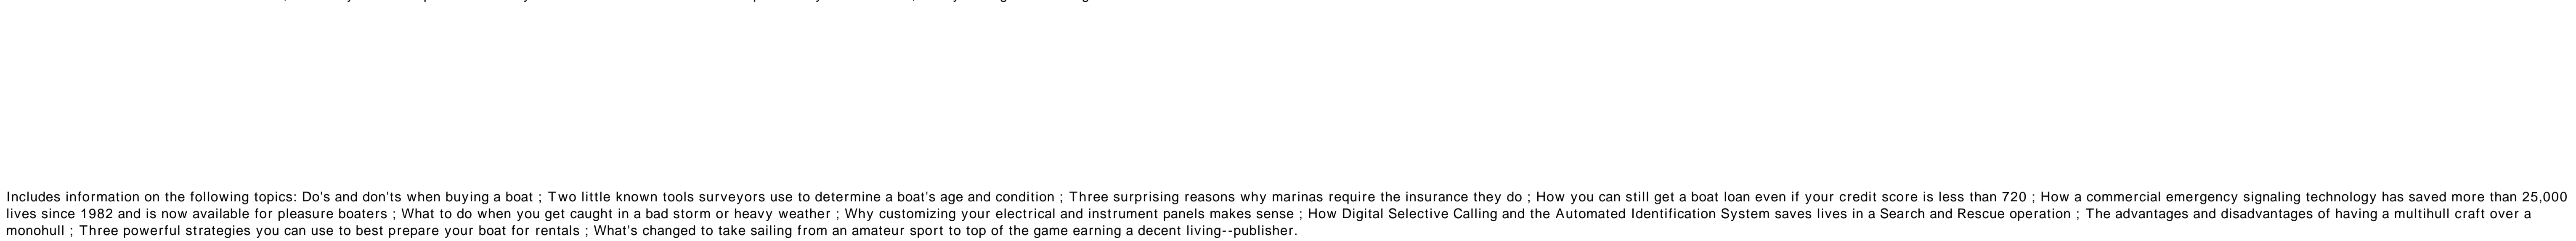 Includes information on the following topics: Do's and don'ts when buying a boat ; Two little known tools surveyors use to determine a boat's age and condition ; Three surprising reasons why marinas require the insurance they do ; How you can still get a boat loan even if your credit score is less than 720 ; How a commercial emergency signaling technology has saved more than 25,000
lives since 1982 and is now available for pleasure boaters ; What to do when you get caught in a bad storm or heavy weather ; Why customizing your electrical and instrument panels makes sense ; How Digital Selective Calling and the Automated Identification System saves lives in a Search and Rescue operation ; The advantages and disadvantages of having a multihull craft over a
monohull ; Three powerful strategies you can use to best prepare your boat for rentals ; What's changed to take sailing from an amateur sport to top of the game earning a decent living--publisher.